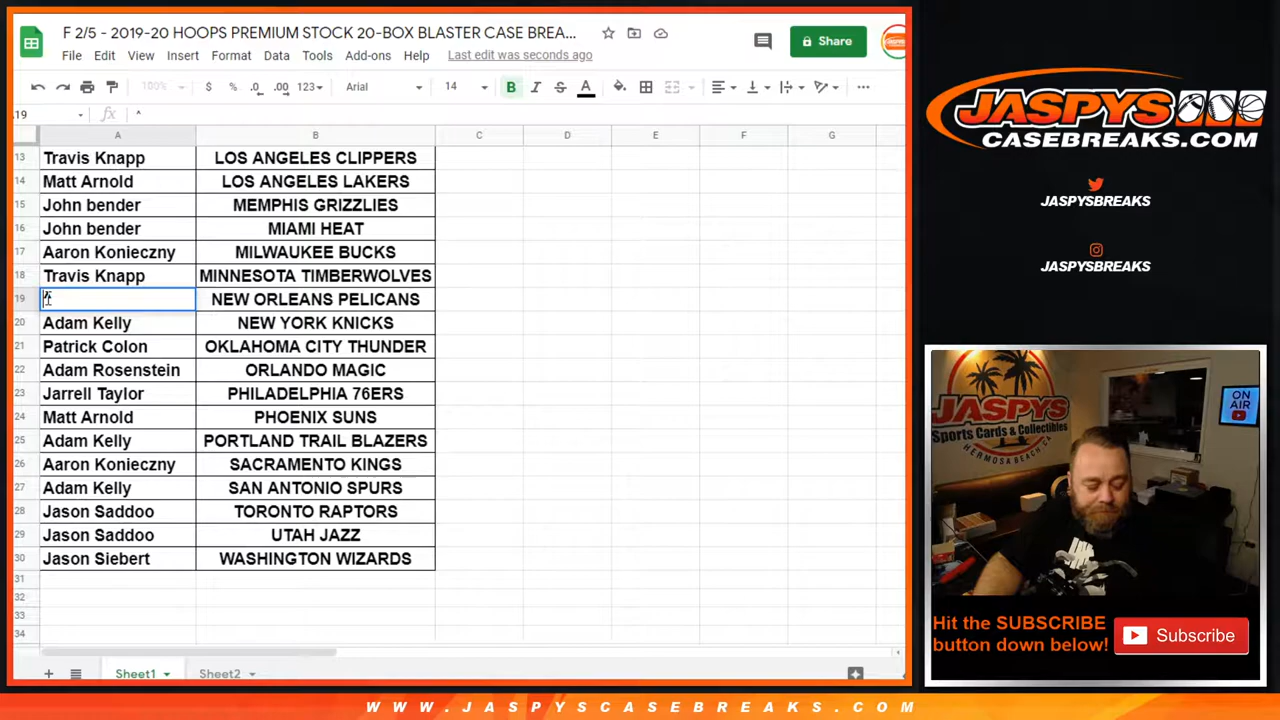 F 2/5 - 2019-20 HOOPS PREMIUM STOCK 20-BOX BLASTER CASE BREA...
File Edit View Insert Format Data Tools Add-ons Help Last edit was seconds ago
Share
100% $ % .0 .00 123 Arial 14 B I S A
19 fx ^
A B C D E F G
13 Travis Knapp LOS ANGELES CLIPPERS
14 Matt Arnold LOS ANGELES LAKERS
15 John bender MEMPHIS GRIZZLIES
16 John bender MIAMI HEAT
17 Aaron Konieczny MILWAUKEE BUCKS
18 Travis Knapp MINNESOTA TIMBERWOLVES
19 ^ NEW ORLEANS PELICANS
20 Adam Kelly NEW YORK KNICKS
21 Patrick Colon OKLAHOMA CITY THUNDER
22 Adam Rosenstein ORLANDO MAGIC
23 Jarrell Taylor PHILADELPHIA 76ERS
24 Matt Arnold PHOENIX SUNS
25 Adam Kelly PORTLAND TRAIL BLAZERS
26 Aaron Konieczny SACRAMENTO KINGS
27 Adam Kelly SAN ANTONIO SPURS
28 Jason Saddoo TORONTO RAPTORS
29 Jason Saddoo UTAH JAZZ
30 Jason Siebert WASHINGTON WIZARDS
31
32
33
34
Sheet1 Sheet2
JASPYS
CASEBREAKS.COM
JASPYSBREAKS
JASPYSBREAKS
JASPYS
Sports Cards & Collectibles
HERMOSA BEACH, CA
ON AIR
Hit the SUBSCRIBE
button down below!
Subscribe
WWW.JASPYSCASEBREAKS.COM